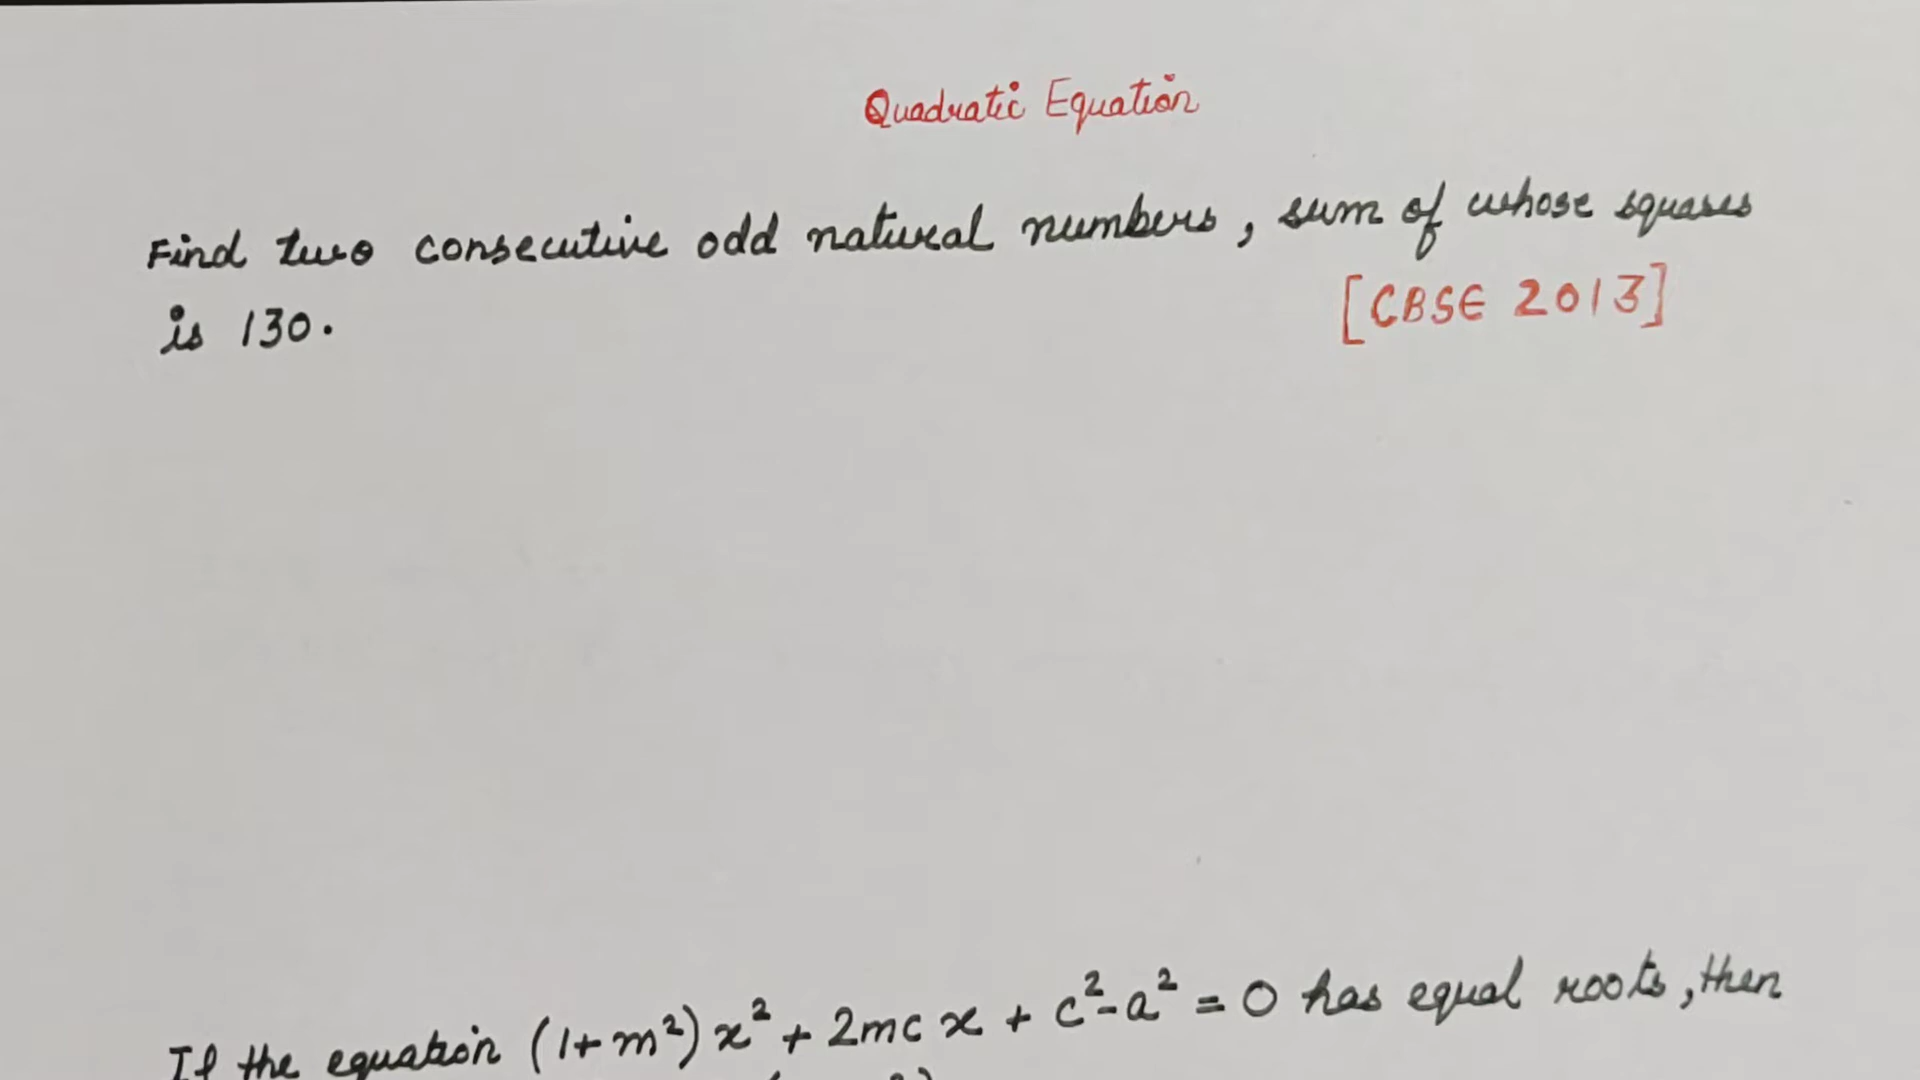 Quadratic Equation
Find two consecutive odd natural numbers, sum of whose squares
is 130.
[CBSE 2013]
If the equation (1+m²)x² + 2mcx + c²-a² = 0 has equal roots, then